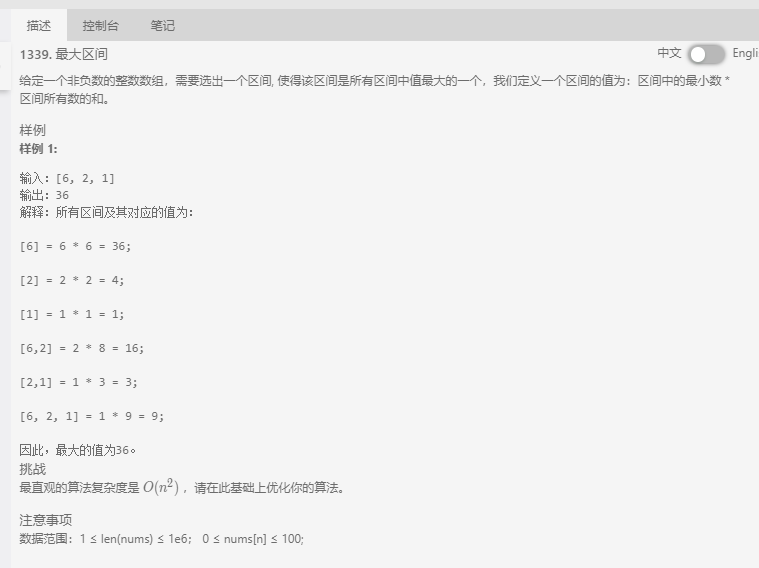 描述 控制台 笔记
1339. 最大区间 中文 Engli
给定一个非负数的整数数组，需要选出一个区间, 使得该区间是所有区间中值最大的一个，我们定义一个区间的值为：区间中的最小数 *
区间所有数的和。
样例
样例 1:
输入：[6, 2, 1]
输出：36
解释：所有区间及其对应的值为：
[6] = 6 * 6 = 36;
[2] = 2 * 2 = 4;
[1] = 1 * 1 = 1;
[6,2] = 2 * 8 = 16;
[2,1] = 1 * 3 = 3;
[6, 2, 1] = 1 * 9 = 9;
因此，最大的值为36。
挑战
最直观的算法复杂度是 O(n²) ，请在此基础上优化你的算法。
注意事项
数据范围：1 ≤ len(nums) ≤ 1e6； 0 ≤ nums[n] ≤ 100;